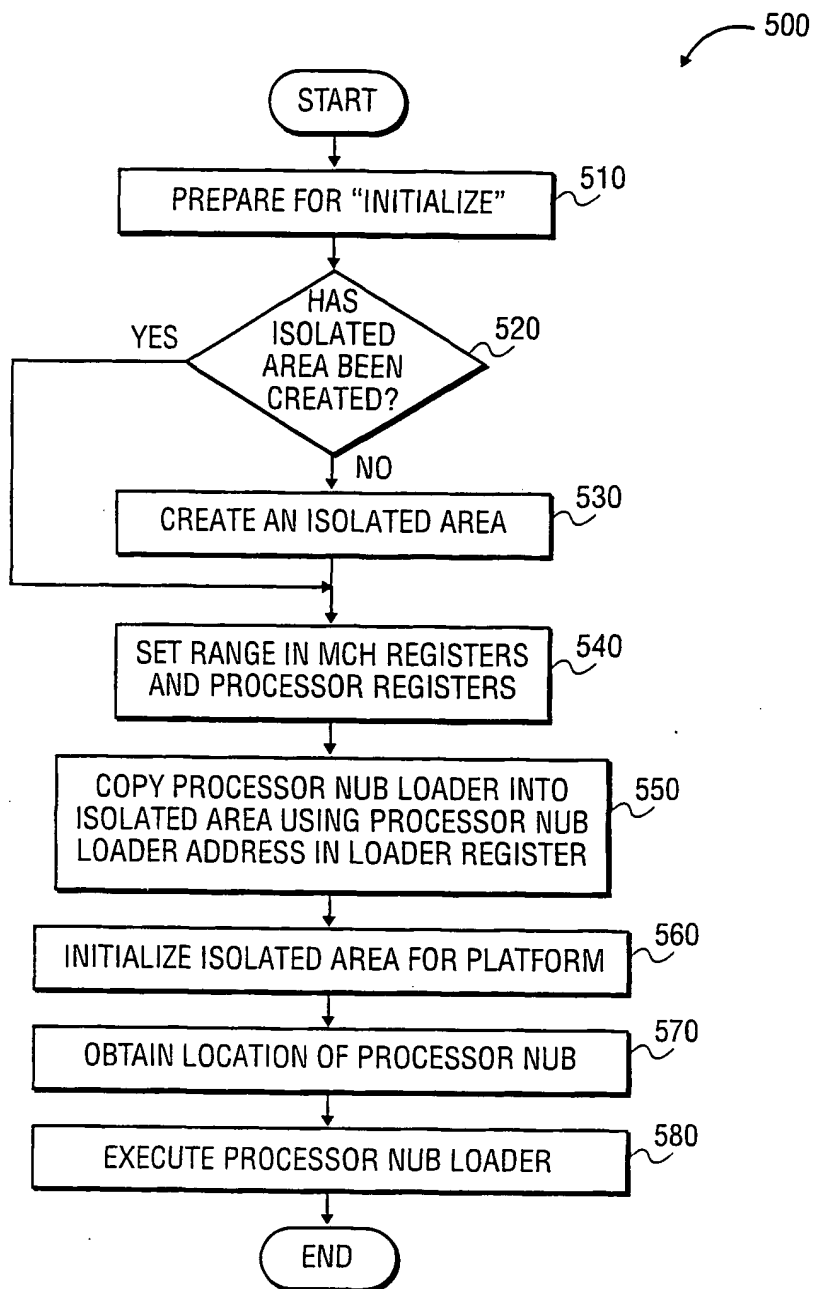 500
START
PREPARE FOR “INITIALIZE”
510
HAS
ISOLATED
AREA BEEN
CREATED?
520
YES
NO
CREATE AN ISOLATED AREA
530
SET RANGE IN MCH REGISTERS
AND PROCESSOR REGISTERS
540
COPY PROCESSOR NUB LOADER INTO
ISOLATED AREA USING PROCESSOR NUB
LOADER ADDRESS IN LOADER REGISTER
550
INITIALIZE ISOLATED AREA FOR PLATFORM
560
OBTAIN LOCATION OF PROCESSOR NUB
570
EXECUTE PROCESSOR NUB LOADER
580
END